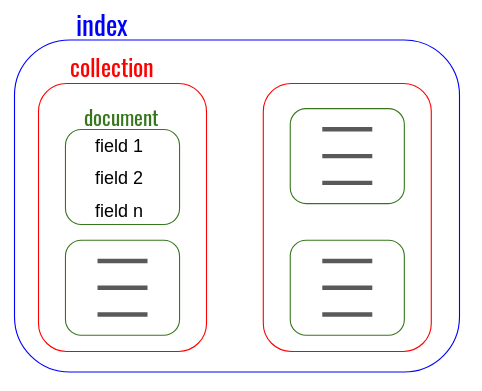 index
collection
document
field 1
field 2
field n